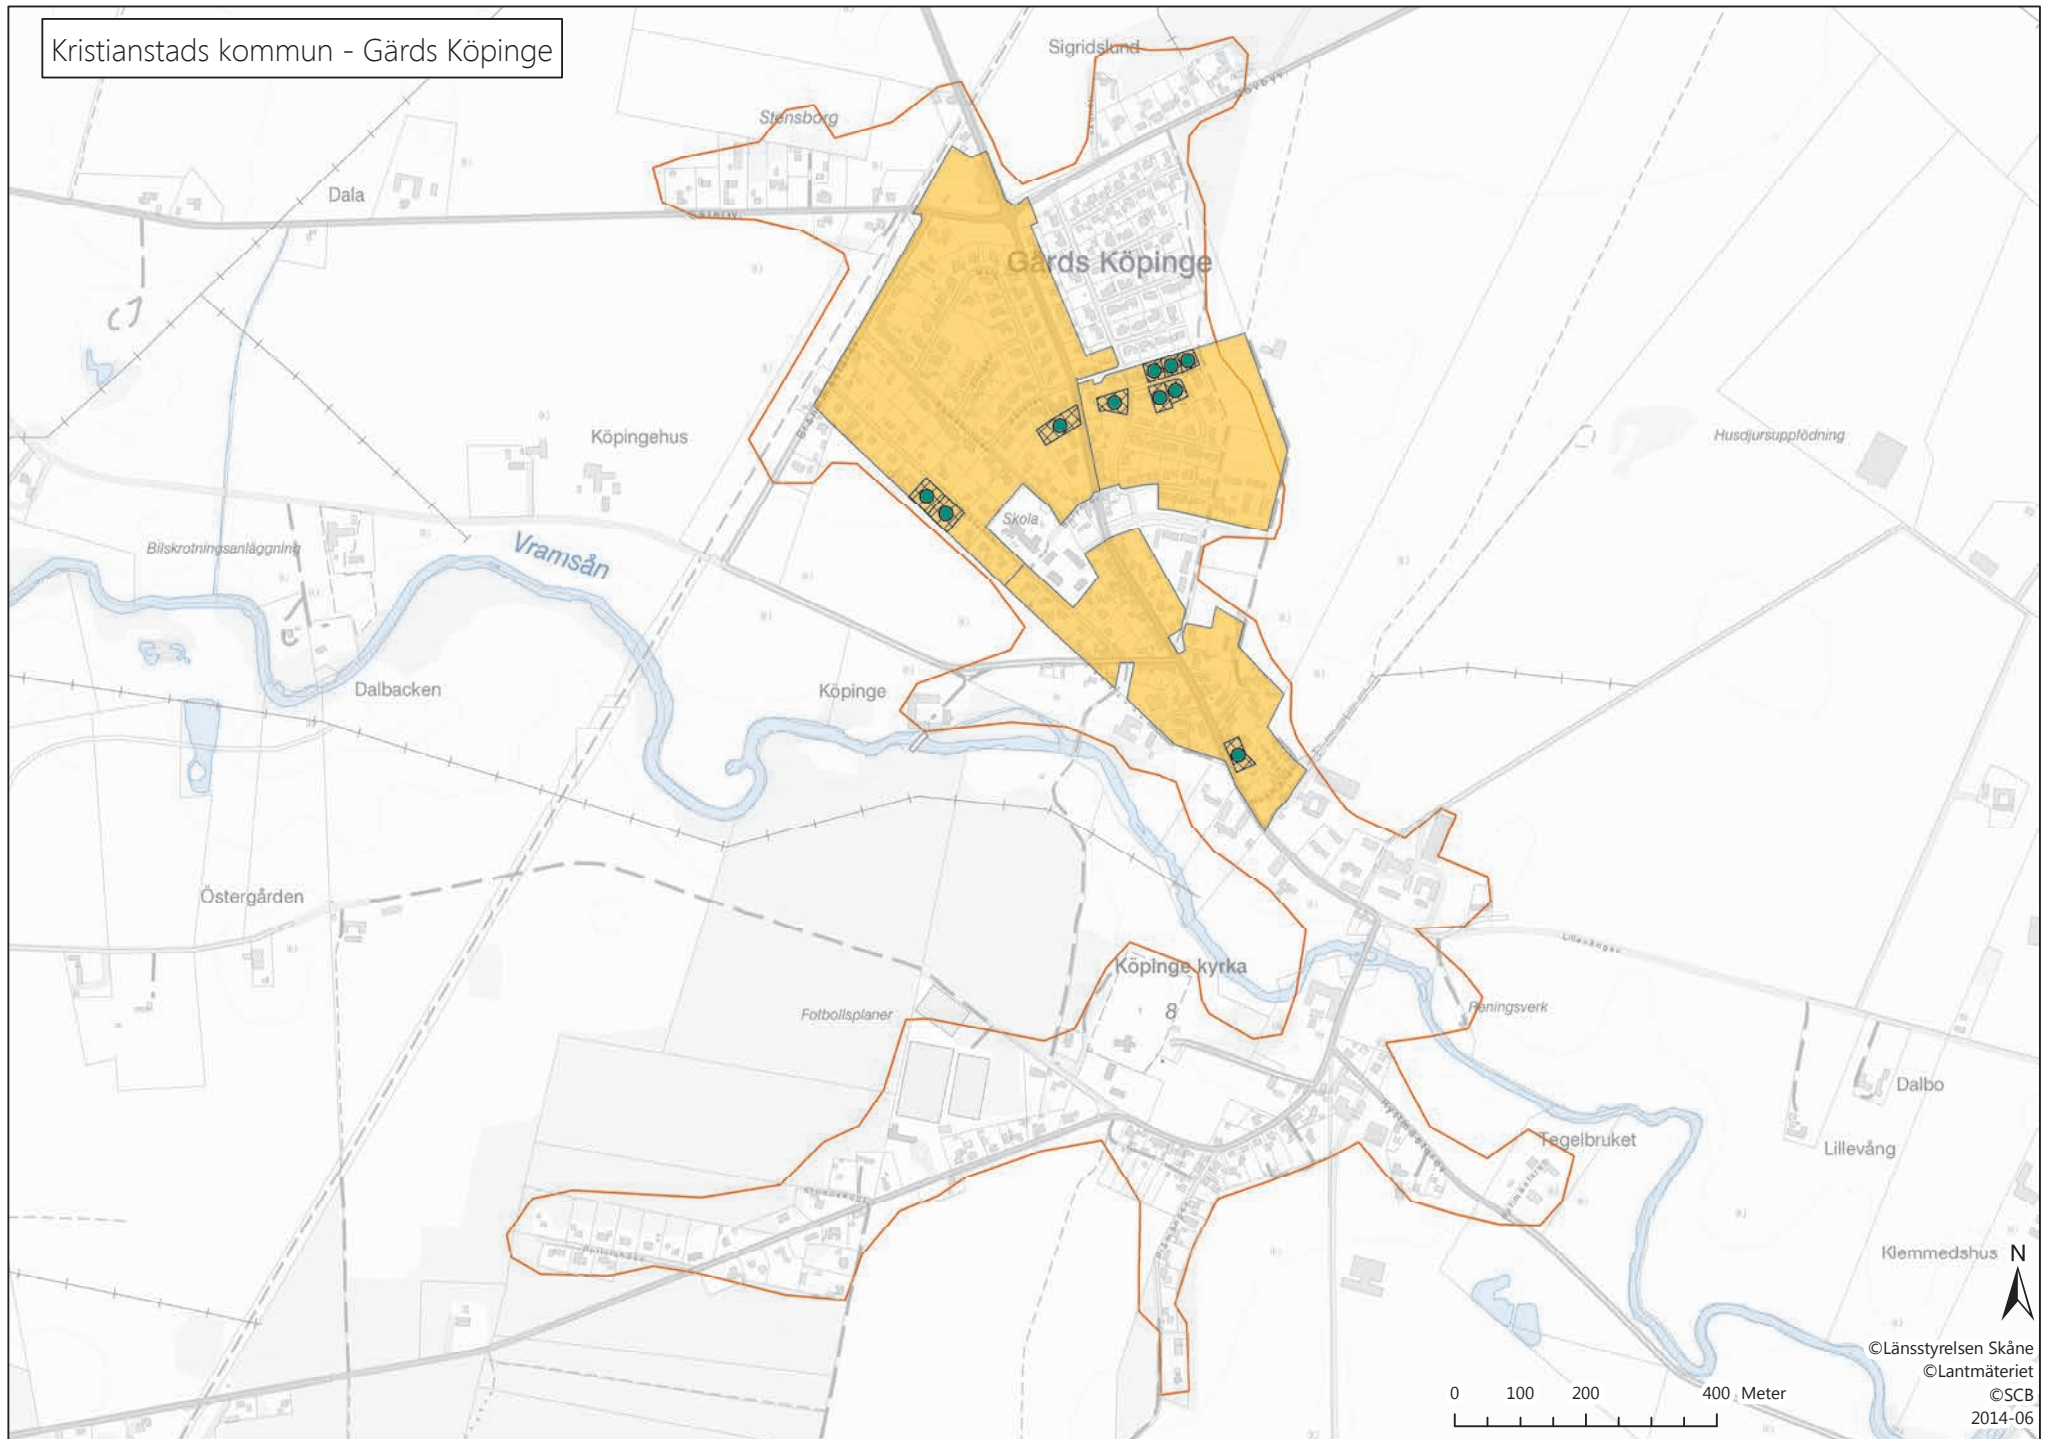 Kristianstads kommun - Gärds Köpinge
Sigridslund
Stensborg
Dala
Gärds Köpinge
Köpingehus
Husdjursuppfödning
Skola
Vramsån
Bilskrotningsanläggning
Dalbacken
Köpinge
Östergården
Köpinge kyrka
8
Fotbollsplaner
Reningsverk
Dalbo
Tegelbruket
Lillevång
Klemmedshus
N
©Länsstyrelsen Skåne
©Lantmäteriet
©SCB
2014-06
0 100 200 400 Meter